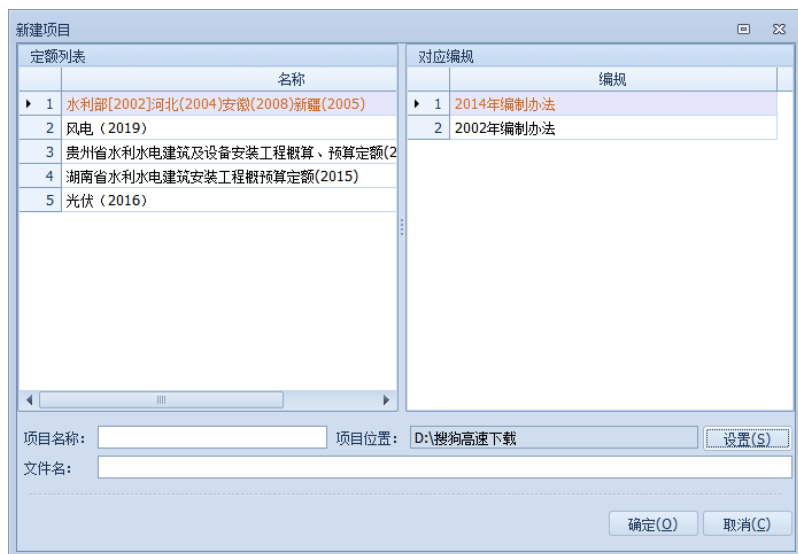 新建项目
定额列表
名称
1 水利部[2002]河北(2004)安徽(2008)新疆(2005)
2 风电（2019）
3 贵州省水利水电建筑及设备安装工程概算、预算定额(2
4 湖南省水利水电建筑安装工程概预算定额(2015)
5 光伏（2016）
对应编规
编规
1 2014年编制办法
2 2002年编制办法
项目名称：
项目位置： D:\搜狗高速下载 设置(S)
文件名：
确定(O) 取消(C)